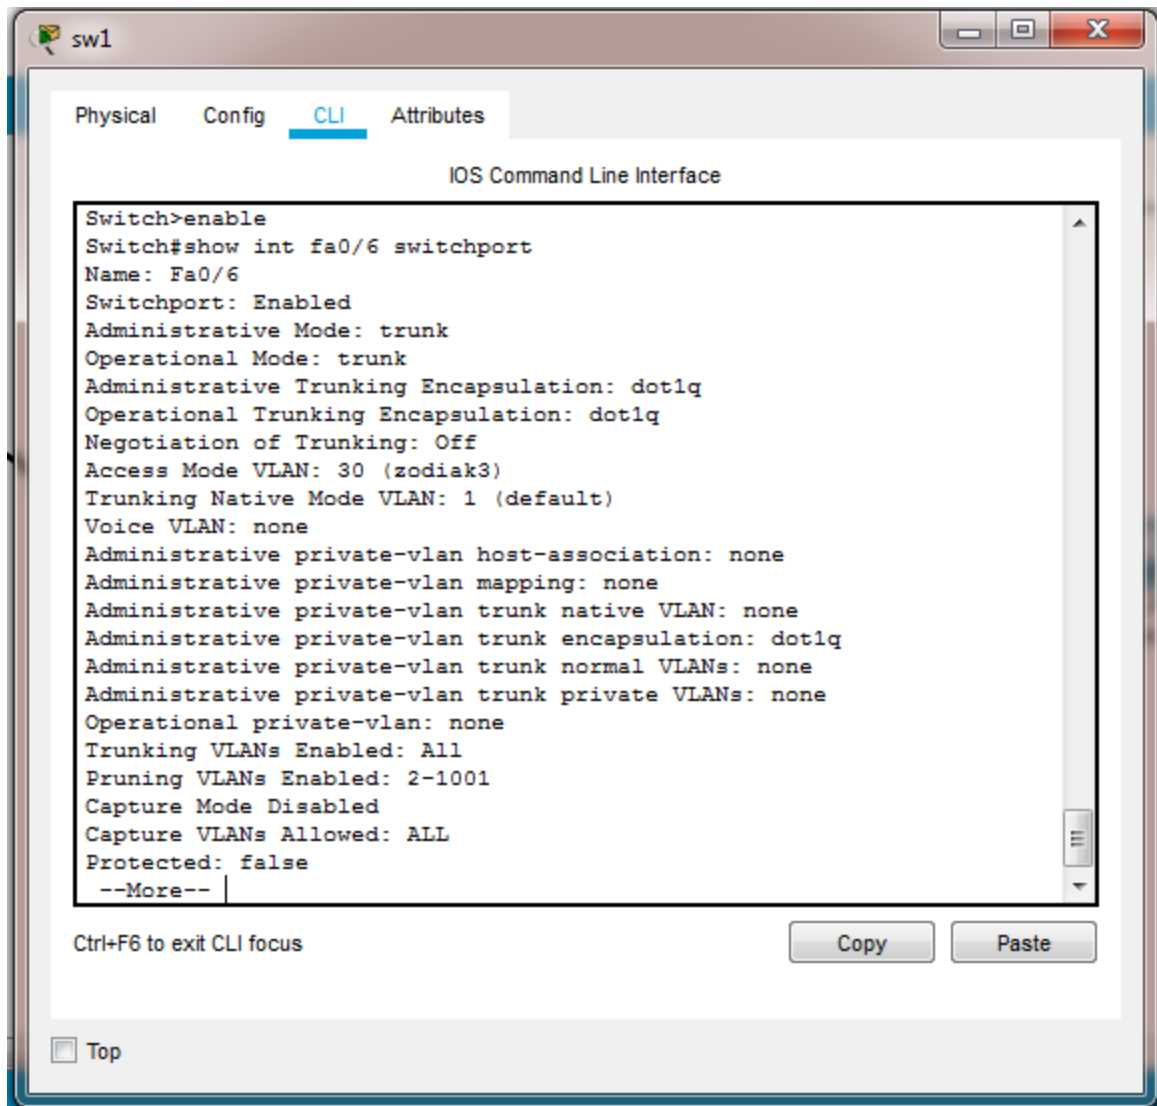 sw1
Physical Config CLI Attributes
IOS Command Line Interface
Switch>enable
Switch#show int fa0/6 switchport
Name: Fa0/6
Switchport: Enabled
Administrative Mode: trunk
Operational Mode: trunk
Administrative Trunking Encapsulation: dot1q
Operational Trunking Encapsulation: dot1q
Negotiation of Trunking: Off
Access Mode VLAN: 30 (zodiak3)
Trunking Native Mode VLAN: 1 (default)
Voice VLAN: none
Administrative private-vlan host-association: none
Administrative private-vlan mapping: none
Administrative private-vlan trunk native VLAN: none
Administrative private-vlan trunk encapsulation: dot1q
Administrative private-vlan trunk normal VLANs: none
Administrative private-vlan trunk private VLANs: none
Operational private-vlan: none
Trunking VLANs Enabled: All
Pruning VLANs Enabled: 2-1001
Capture Mode Disabled
Capture VLANs Allowed: ALL
Protected: false
--More--
Ctrl+F6 to exit CLI focus Copy Paste
Top